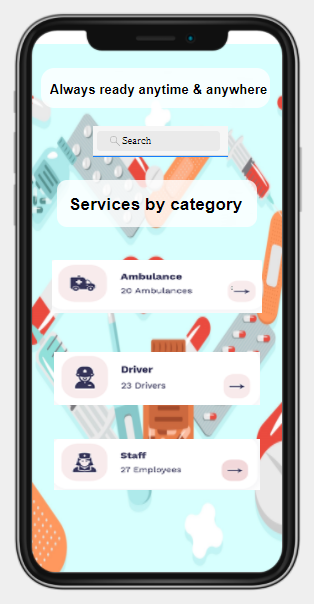 Always ready anytime & anywhere
Search
Services by category
Ambulance
20 Ambulances
Driver
23 Drivers
Staff
27 Employees